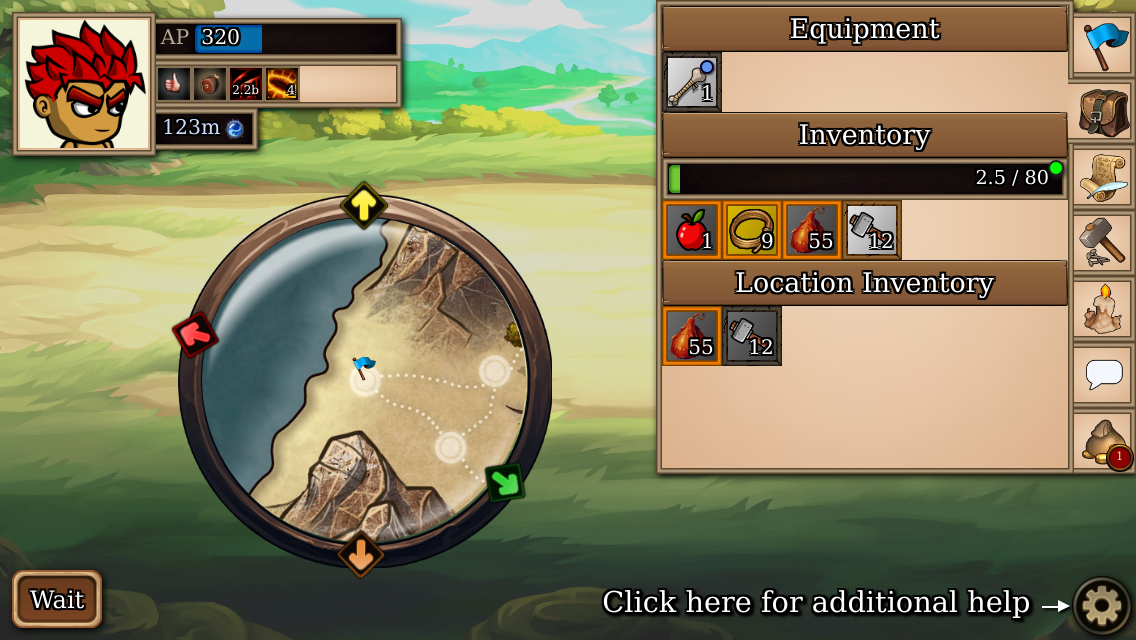 AP 320
2.2b 4
123m
Equipment
1
Inventory
2.5 / 80
1 9 55 12
Location Inventory
55 12
1
Wait
Click here for additional help